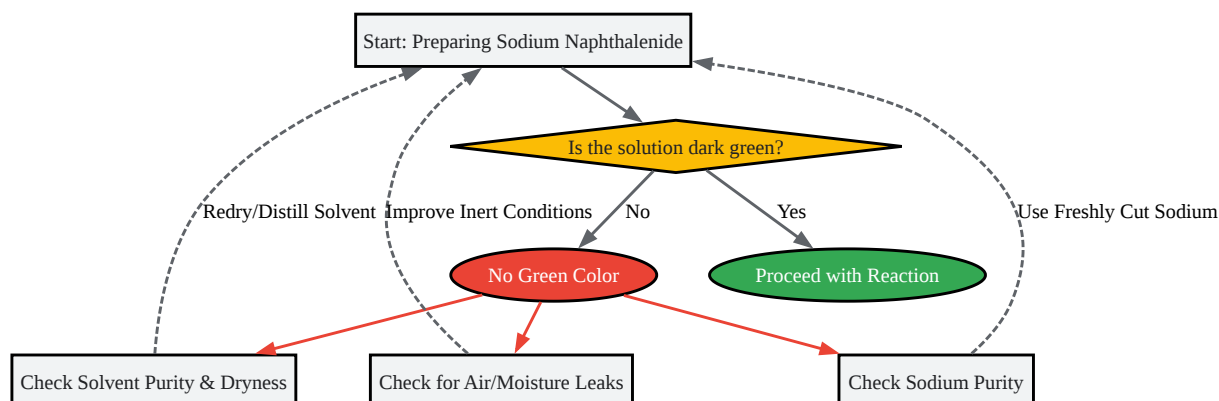 Start: Preparing Sodium Naphthalenide
Is the solution dark green?
Redry/Distill Solvent
Improve Inert Conditions
No
Yes
Use Freshly Cut Sodium
No Green Color
Proceed with Reaction
Check Solvent Purity & Dryness
Check for Air/Moisture Leaks
Check Sodium Purity